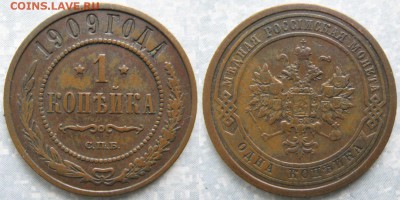 COINS.LAVE.RU
1909 ГОДА
1
КОПѢЙКА
С.П.Б.
МѢДНАЯ РОССІЙСКАЯ МОНЕТА
ОДНА КОПѢЙКА